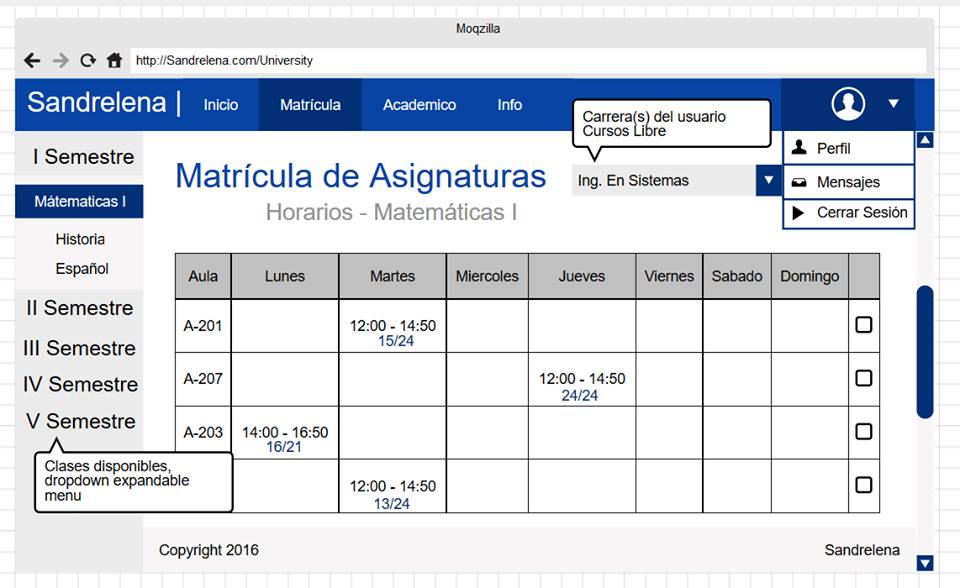 Moqzilla
http://Sandrelena.com/University
Sandrelena | Inicio Matrícula Academico Info
Carrera(s) del usuario
Cursos Libre
Perfil
Mensajes
Cerrar Sesión
I Semestre
Mátematicas I
Historia
Español
II Semestre
III Semestre
IV Semestre
V Semestre
Clases disponibles,
dropdown expandable
menu
Matrícula de Asignaturas
Ing. En Sistemas
Horarios - Matemáticas I
Aula Lunes Martes Miercoles Jueves Viernes Sabado Domingo
A-201 12:00 - 14:50
15/24
A-207 12:00 - 14:50
24/24
A-203 14:00 - 16:50
16/21
12:00 - 14:50
13/24
Copyright 2016 Sandrelena